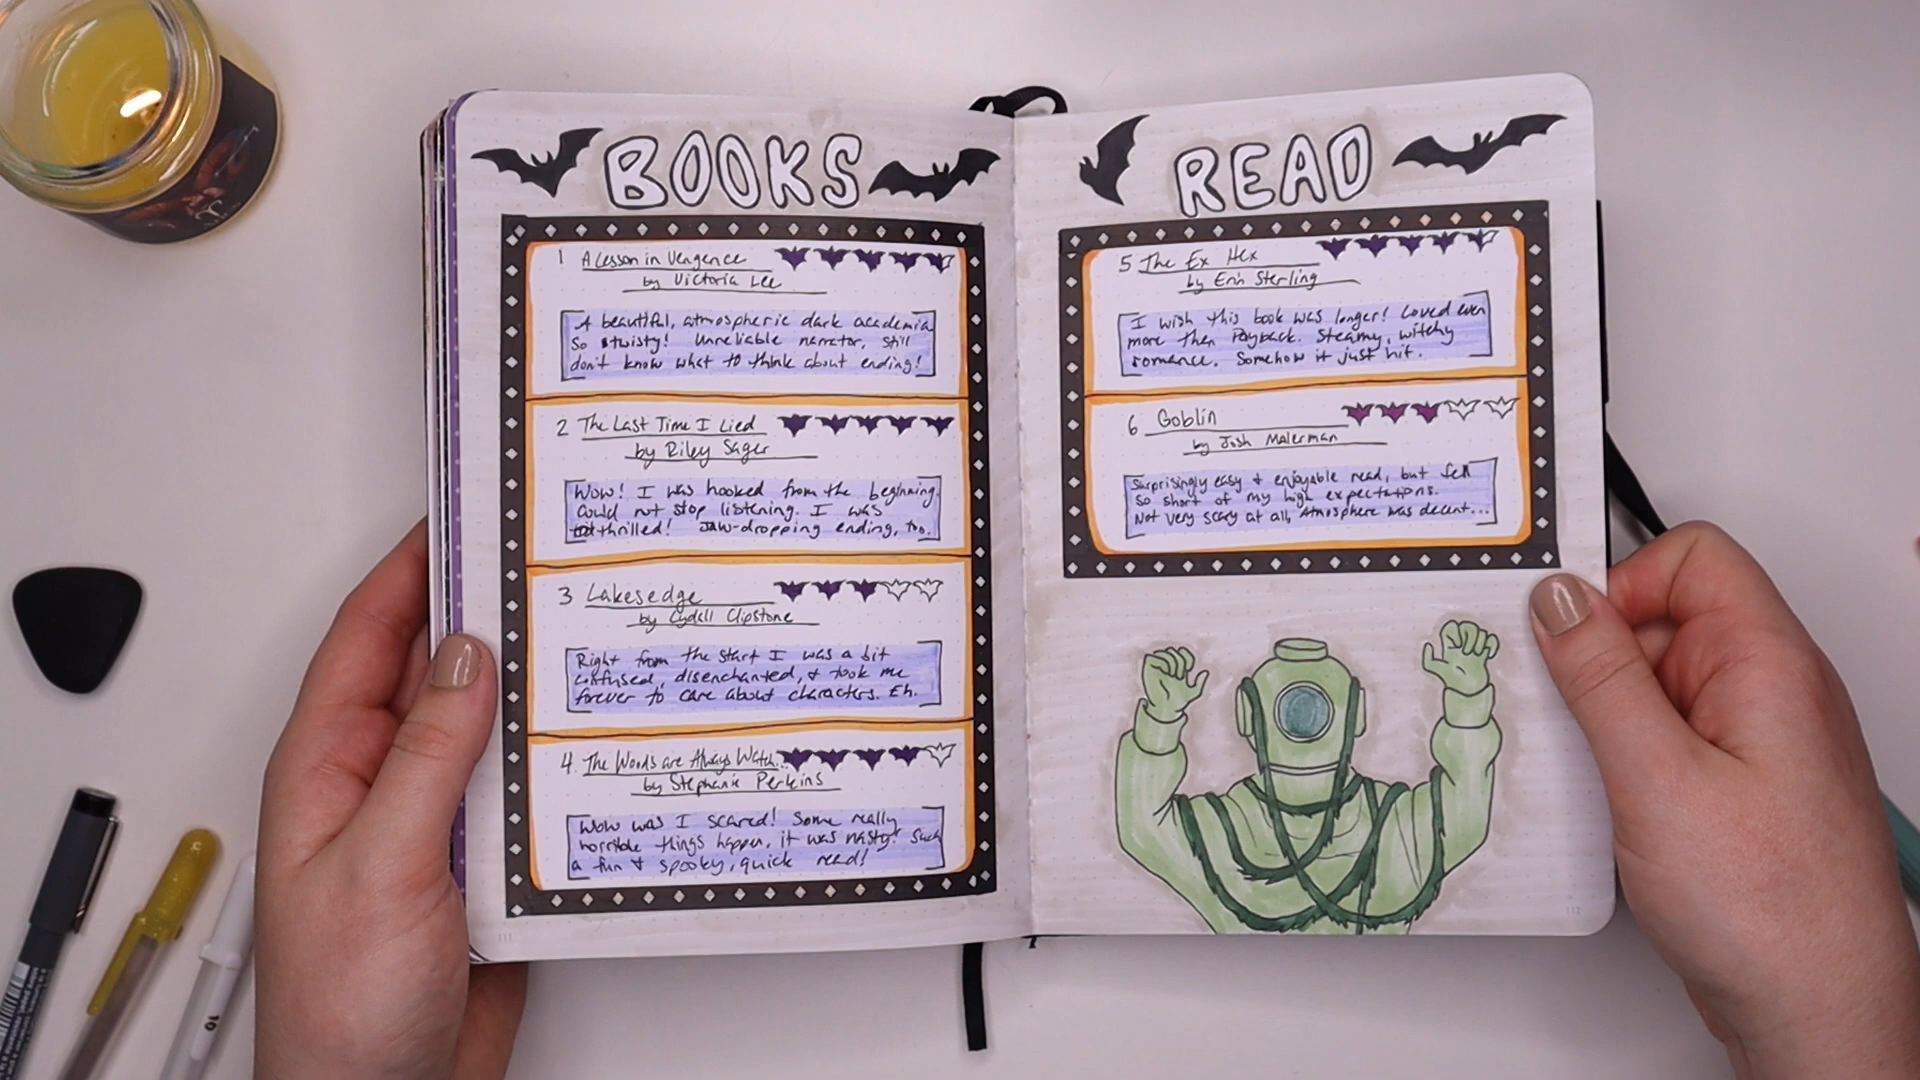 BOOKS
1 A Lesson in Vengence
by Victoria Lee
A beautiful, atmospheric dark academia
So twisty! Unreliable narrator, still
don't know what to think about ending!
2 The Last Time I Lied
by Riley Sager
Wow! I was hooked from the beginning.
Could not stop listening. I was
thrilled! Jaw-dropping ending, too.
3 Lakesedge
by Lyndall Clipstone
Right from the start I was a bit
confused, disenchanted, & took me
forever to care about characters. Eh.
4. The Woods are Always Watch...
by Stephanie Perkins
Wow was I scared! Some really
horrible things happen, it was nasty! Such
a fun & spooky, quick read!
111
READ
5 The Ex Hex
by Erin Sterling
I wish this book was longer! Loved even
more then Payback. Steamy, witchy
romance. Somehow it just hit.
6 Goblin
by Josh Malerman
Surprisingly easy & enjoyable read, but fell
so short of my high expectations.
Not very scary at all, Atmosphere was decent...
112
10